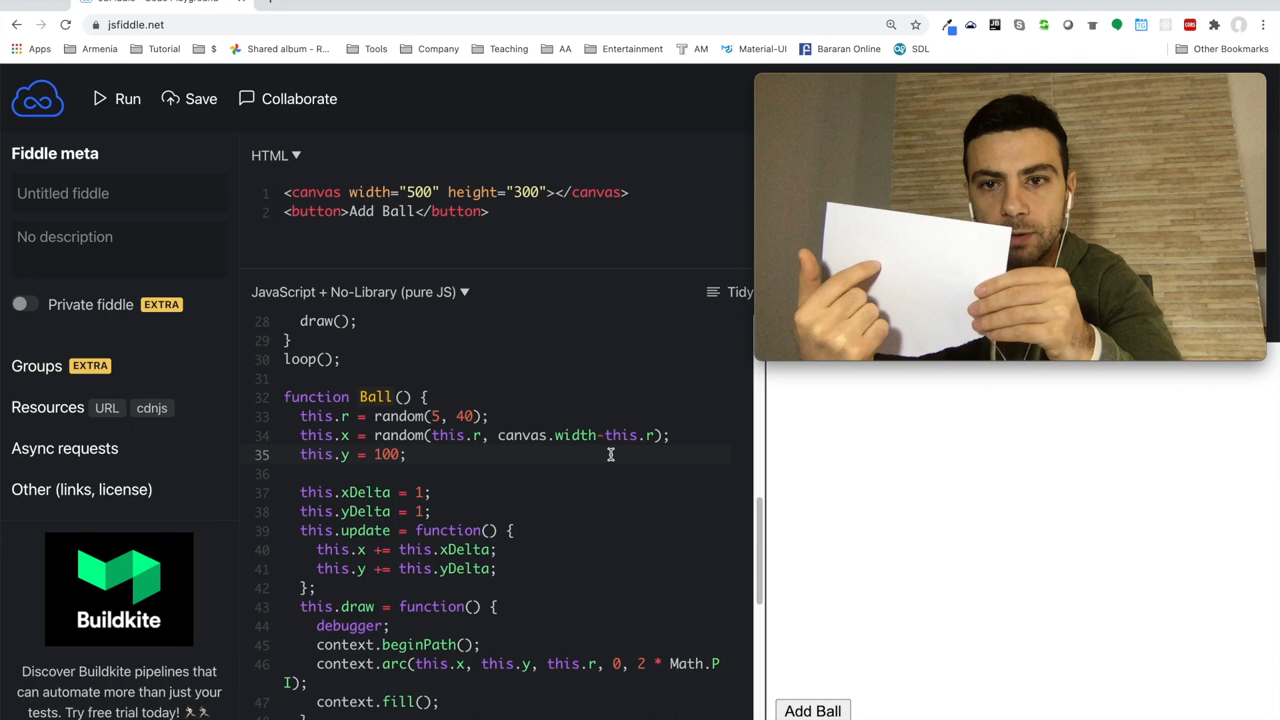 jsfiddle.net
Apps Armenia Tutorial $ Shared album - R... Tools Company Teaching AA Entertainment AM Material-UI Bararan Online SDL Other Bookmarks
Run Save Collaborate
Fiddle meta
Untitled fiddle
No description
Private fiddle EXTRA
Groups EXTRA
Resources URL cdnjs
Async requests
Other (links, license)
Buildkite
Discover Buildkite pipelines that
can automate more than just your
tests. Try free trial today!
HTML
1 <canvas width="500" height="300"></canvas>
2 <button>Add Ball</button>
JavaScript + No-Library (pure JS) Tidy
28 draw();
29 }
30 loop();
31
32 function Ball() {
33 this.r = random(5, 40);
34 this.x = random(this.r, canvas.width-this.r);
35 this.y = 100;
36
37 this.xDelta = 1;
38 this.yDelta = 1;
39 this.update = function() {
40 this.x += this.xDelta;
41 this.y += this.yDelta;
42 };
43 this.draw = function() {
44 debugger;
45 context.beginPath();
46 context.arc(this.x, this.y, this.r, 0, 2 * Math.P
I);
47 context.fill();
Add Ball